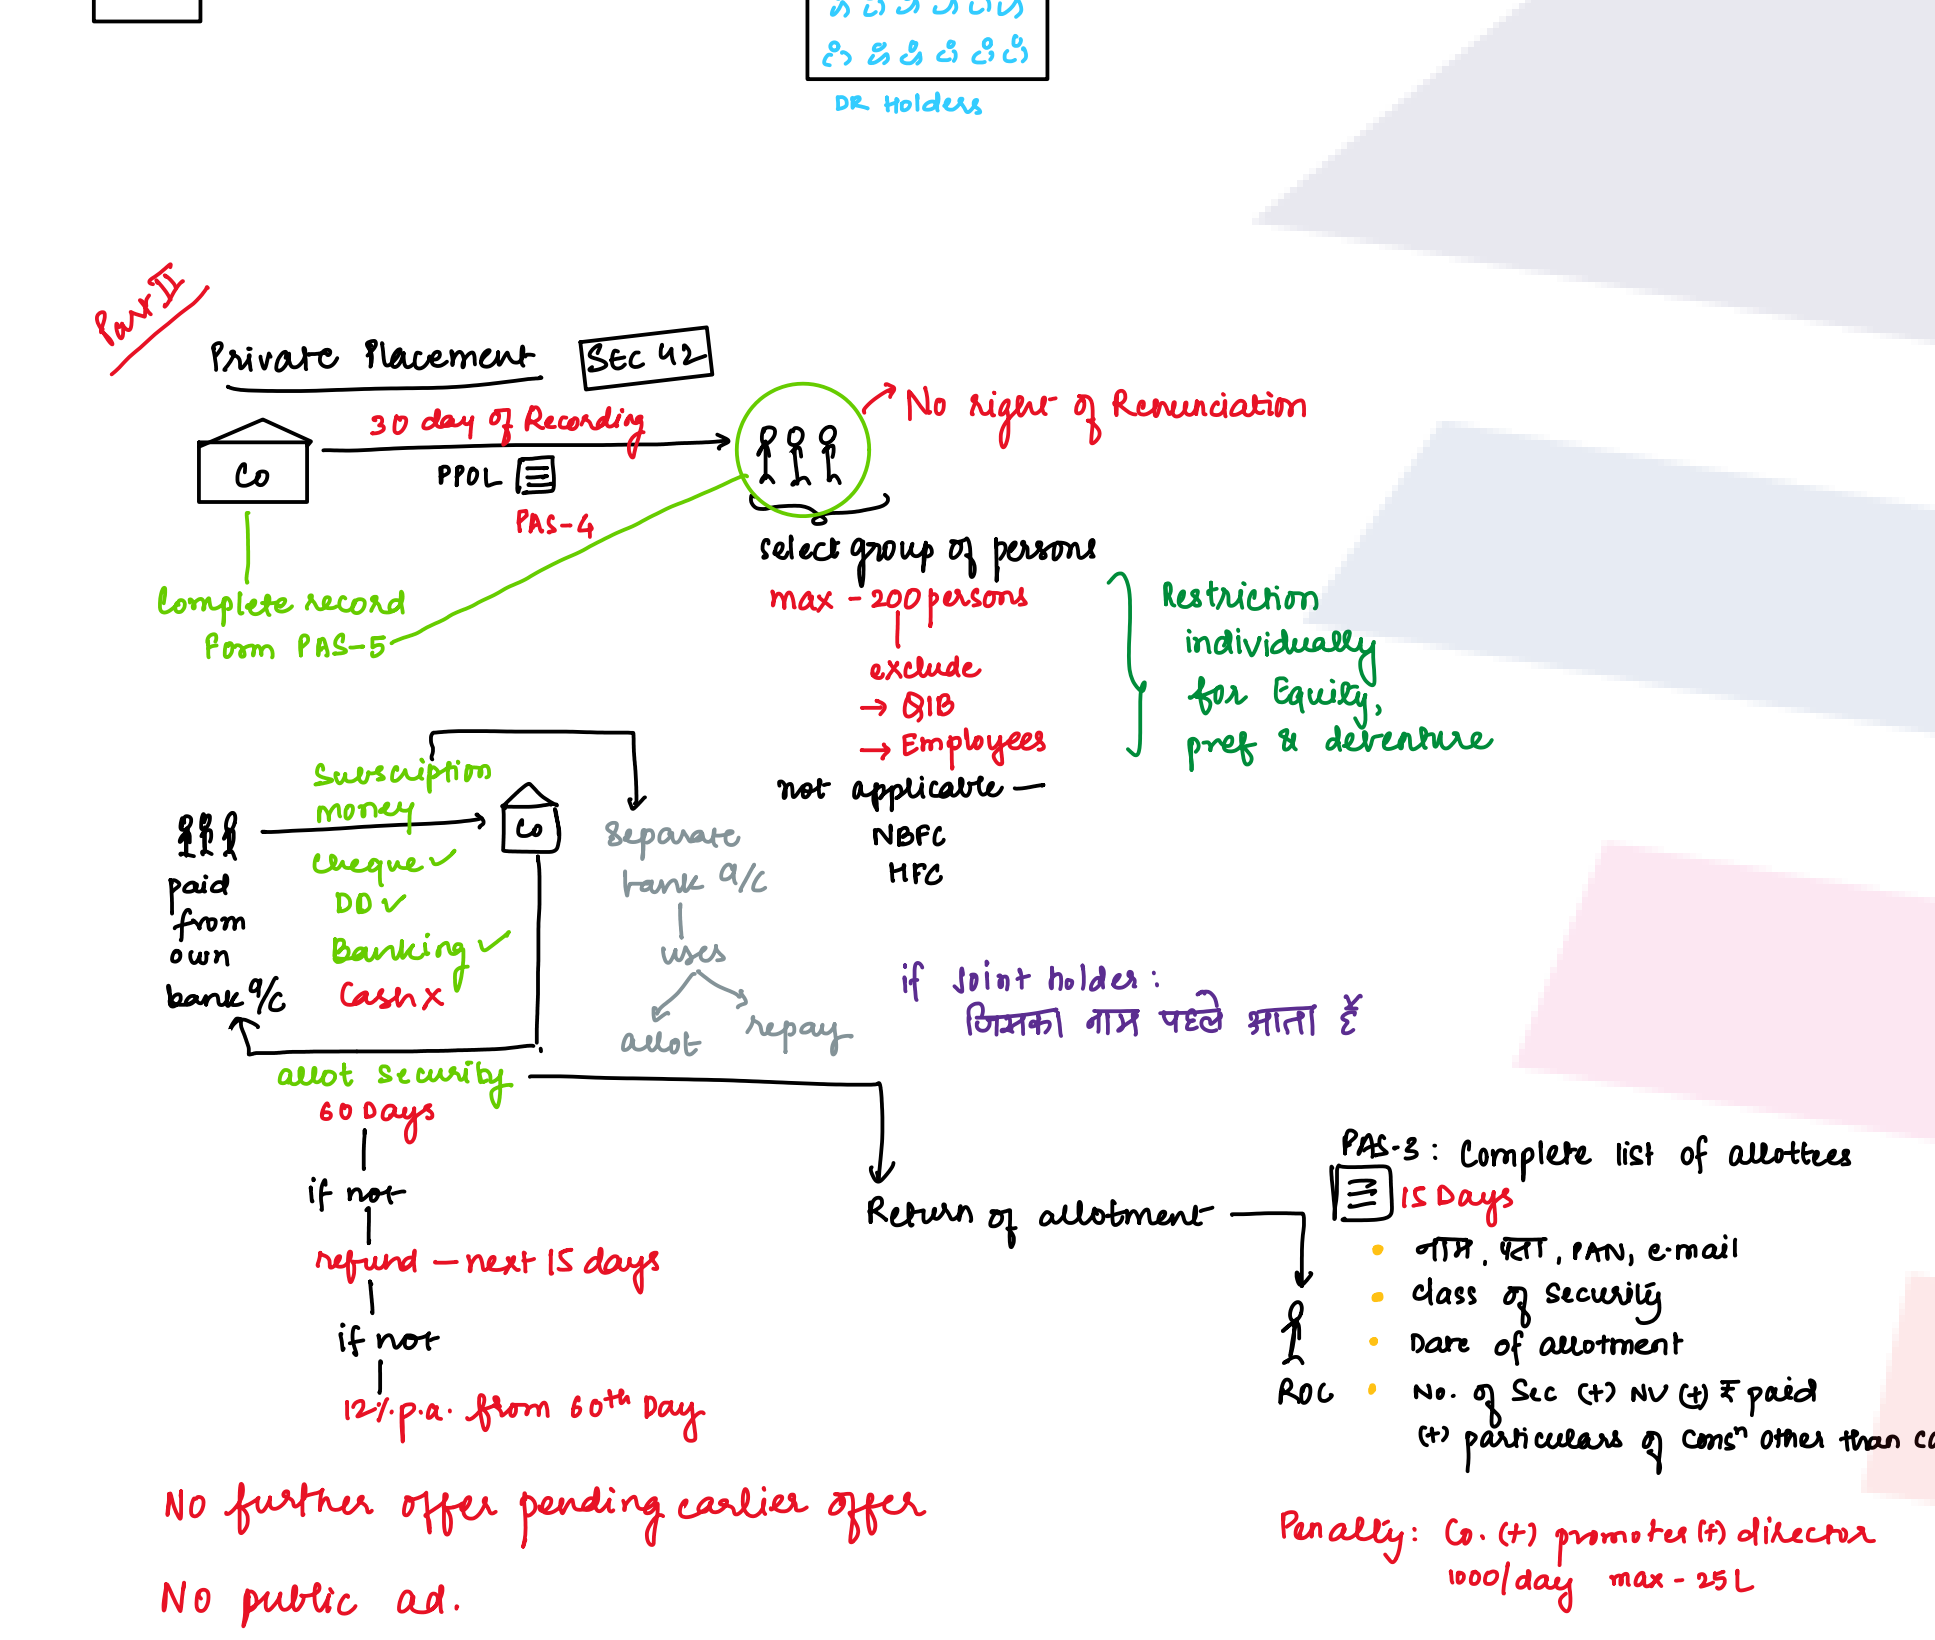 DR Holders
Part II
Private Placement
SEC 42
30 day of Recording
No right of Renunciation
Co
PPOL
PAS-4
select group of persons
max - 200 persons
Complete record
Form PAS-5
exclude
→ QIB
→ Employees
Restriction
individually
for Equity,
pref & debenture
not applicable —
NBFC
HFC
Subscription
money
Co
Cheque ✓
DD ✓
Banking ✓
Cash x
paid
from
own
bank a/c
Separate
bank a/c
uses
allot
repay
if Joint holder :
जिसका नाम पहले आता है
allot security
60 Days
if not
refund — next 15 days
if not
12% p.a. from 60th Day
Return of allotment
PAS-3 : Complete list of allottees
15 Days
• नाम, पता, PAN, e-mail
• class of security
• Date of allotment
• No. of Sec (+) NV (+) ₹ paid
(+) particulars of consn other than
ROC
No further offer pending earlier offer
No public ad.
Penalty: Co. (+) promoter (+) director
1000/day max - 25L